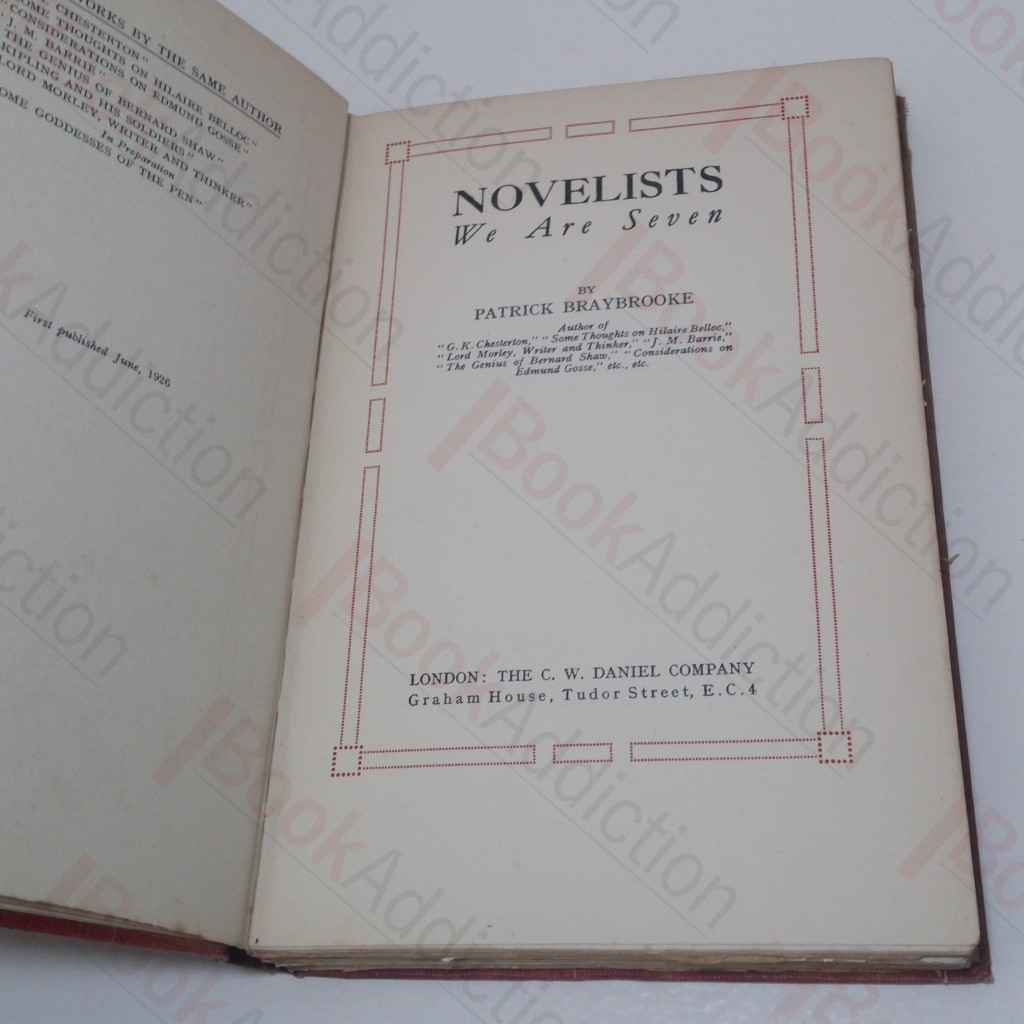 WORKS BY THE SAME AUTHOR
CHESTERTON"
SOME THOUGHTS ON HILAIRE BELLOC"
CONSIDERATIONS ON EDMUND GOSSE"
J. M. BARRIE"
THE GENIUS OF BERNARD SHAW"
KIPLING AND HIS SOLDIERS"
LORD MORLEY, WRITER AND THINKER"
In Preparation
SOME GODDESSES OF THE PEN"
First published June, 1926
NOVELISTS
We Are Seven
BY
PATRICK BRAYBROOKE
Author of
"G. K. Chesterton," "Some Thoughts on Hilaire Belloc,"
"Lord Morley, Writer and Thinker," "J. M. Barrie,"
"The Genius of Bernard Shaw," "Considerations on
Edmund Gosse," etc., etc.
LONDON: THE C. W. DANIEL COMPANY
Graham House, Tudor Street, E.C.4
BookAddiction